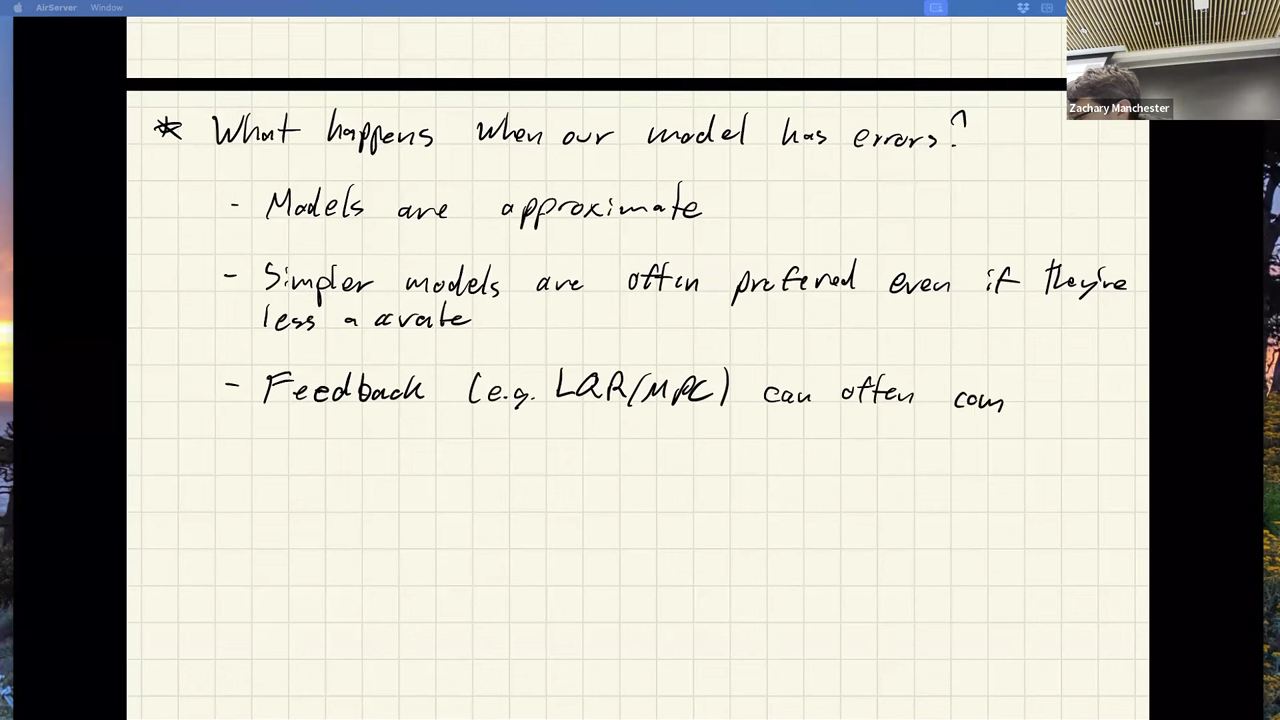 AirServer Window
Zachary Manchester
* What happens when our model has errors?
- Models are approximate
- Simpler models are often preferred even if they're
less accurate
- Feedback (e.g. LQR/MPC) can often com